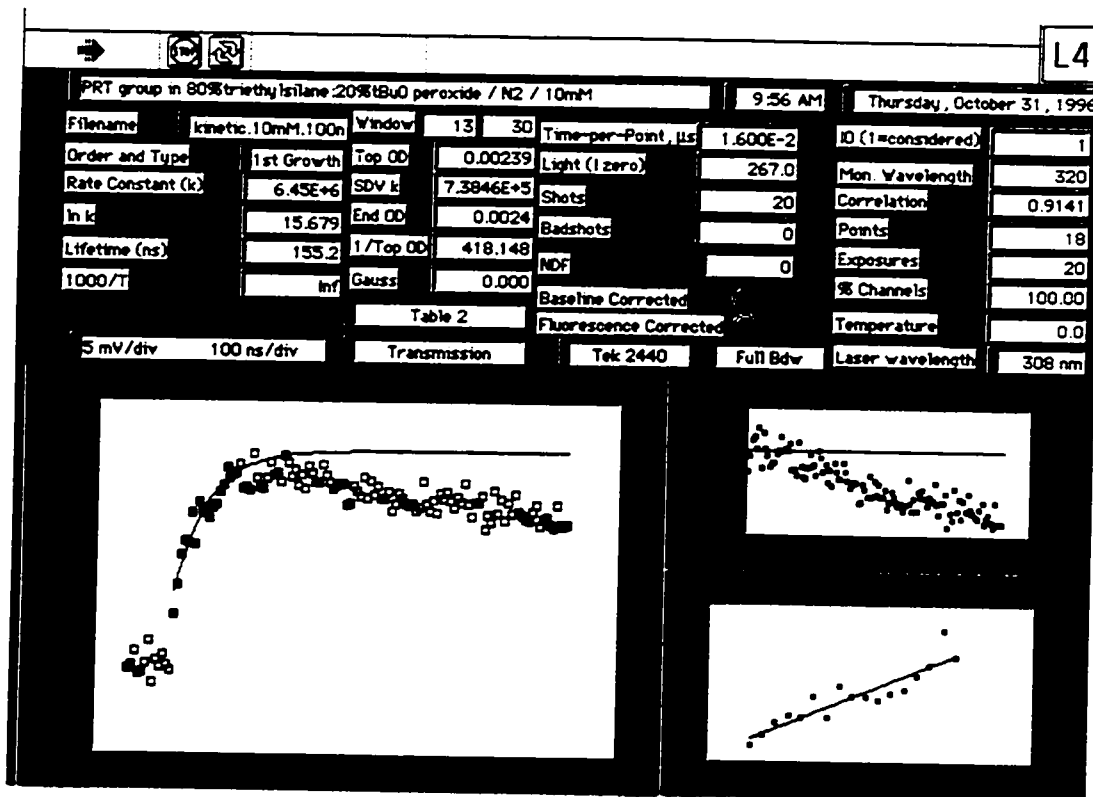 L4
STOP
PRT group in 80%triethylsilane:20%tBuO peroxide / N2 / 10mM 9:56 AM Thursday, October 31, 1996
Filename kinetic.10mM.100n Window 13 30 Time-per-Point, µs 1.600E-2 IO (1=considered) 1
Order and Type 1st Growth Top OD 0.00239 Light (I zero) 267.0 Mon. Wavelength 320
Rate Constant (k) 6.45E+6 SDV k 7.3846E+5 Shots 20 Correlation 0.9141
ln k 15.679 End OD 0.0024 Badshots 0 Points 18
Lifetime (ns) 155.2 1/Top OD 418.148 NDF 0 Exposures 20
1000/T Inf Gauss 0.000 Baseline Corrected % Channels 100.00
Table 2 Fluorescence Corrected Temperature 0.0
5 mV/div 100 ns/div Transmission Tek 2440 Full Bdw Laser wavelength 308 nm